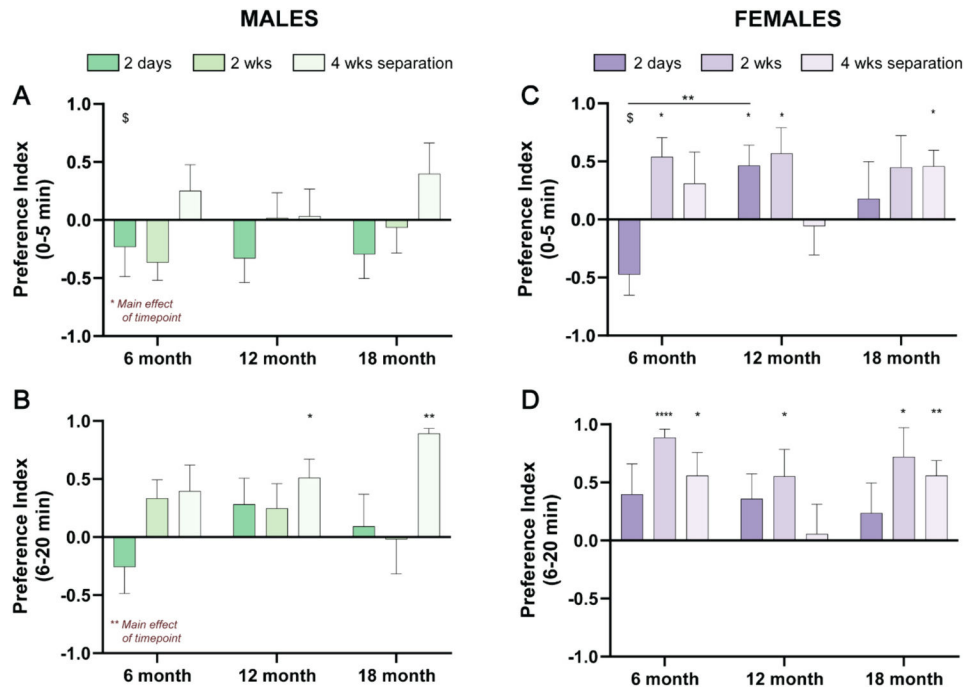 MALES
2 days 2 wks 4 wks separation
A
Preference Index
(0-5 min)
1.0
0.5
0.0
-0.5
-1.0
$
* Main effect
of timepoint
6 month 12 month 18 month
B
Preference Index
(6-20 min)
1.0
0.5
0.0
-0.5
-1.0
* **
** Main effect
of timepoint
6 month 12 month 18 month
FEMALES
2 days 2 wks 4 wks separation
C
Preference Index
(0-5 min)
1.0
0.5
0.0
-0.5
-1.0
**
$ * * * *
6 month 12 month 18 month
D
Preference Index
(6-20 min)
1.0
0.5
0.0
-0.5
-1.0
**** * * * **
6 month 12 month 18 month